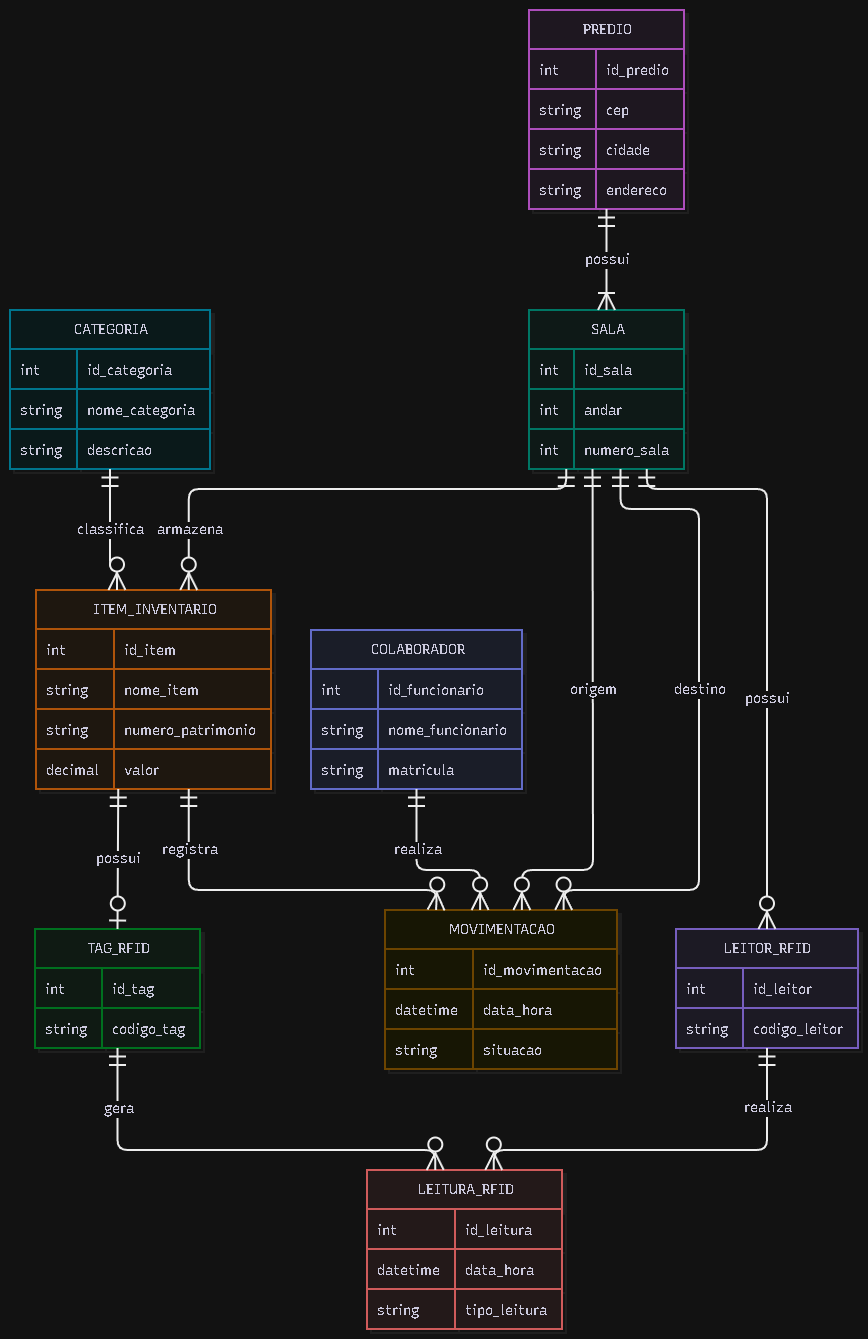 PREDIO
int id_predio
string cep
string cidade
string endereco
possui
CATEGORIA
int id_categoria
string nome_categoria
string descricao
SALA
int id_sala
int andar
int numero_sala
classifica
armazena
ITEM_INVENTARIO
int id_item
string nome_item
string numero_patrimonio
decimal valor
COLABORADOR
int id_funcionario
string nome_funcionario
string matricula
origem
destino
possui
possui
registra
realiza
TAG_RFID
int id_tag
string codigo_tag
MOVIMENTACAO
int id_movimentacao
datetime data_hora
string situacao
LEITOR_RFID
int id_leitor
string codigo_leitor
gera
realiza
LEITURA_RFID
int id_leitura
datetime data_hora
string tipo_leitura